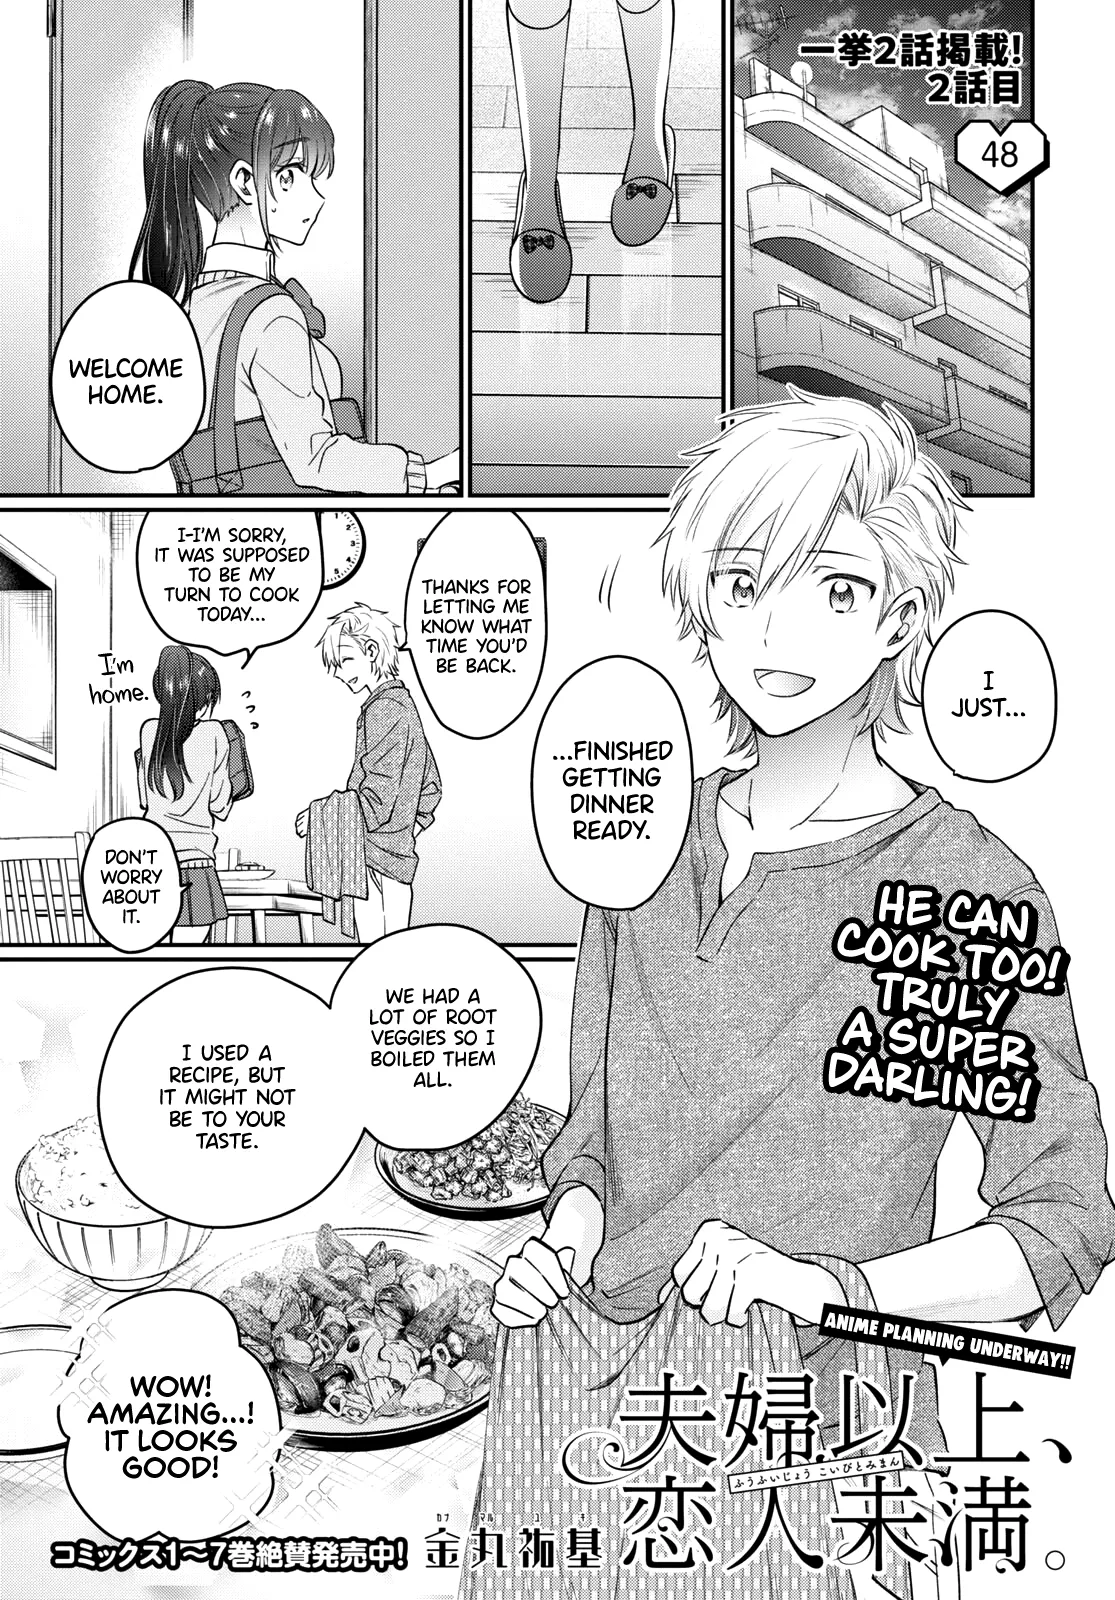 一挙2話掲載!
2話目
48
WELCOME
HOME.
I
JUST...
...FINISHED
GETTING
DINNER
READY.
THANKS FOR
LETTING ME
KNOW WHAT
TIME YOU'D
BE BACK.
I-I'M SORRY,
IT WAS SUPPOSED
TO BE MY
TURN TO COOK
TODAY...
I'm
home.
DON'T
WORRY
ABOUT
IT.
HE CAN
COOK TOO!
TRULY
A SUPER
DARLING!
WE HAD A
LOT OF ROOT
VEGGIES SO I
BOILED THEM
ALL.
I USED A
RECIPE, BUT
IT MIGHT NOT
BE TO YOUR
TASTE.
WOW!
AMAZING...!
IT LOOKS
GOOD!
ANIME PLANNING UNDERWAY!!
夫婦以上、
ふうふいじょう こいびとみまん
恋人未満。
カナマルユウキ
金丸祐基
コミックス1〜7巻絶賛発売中!